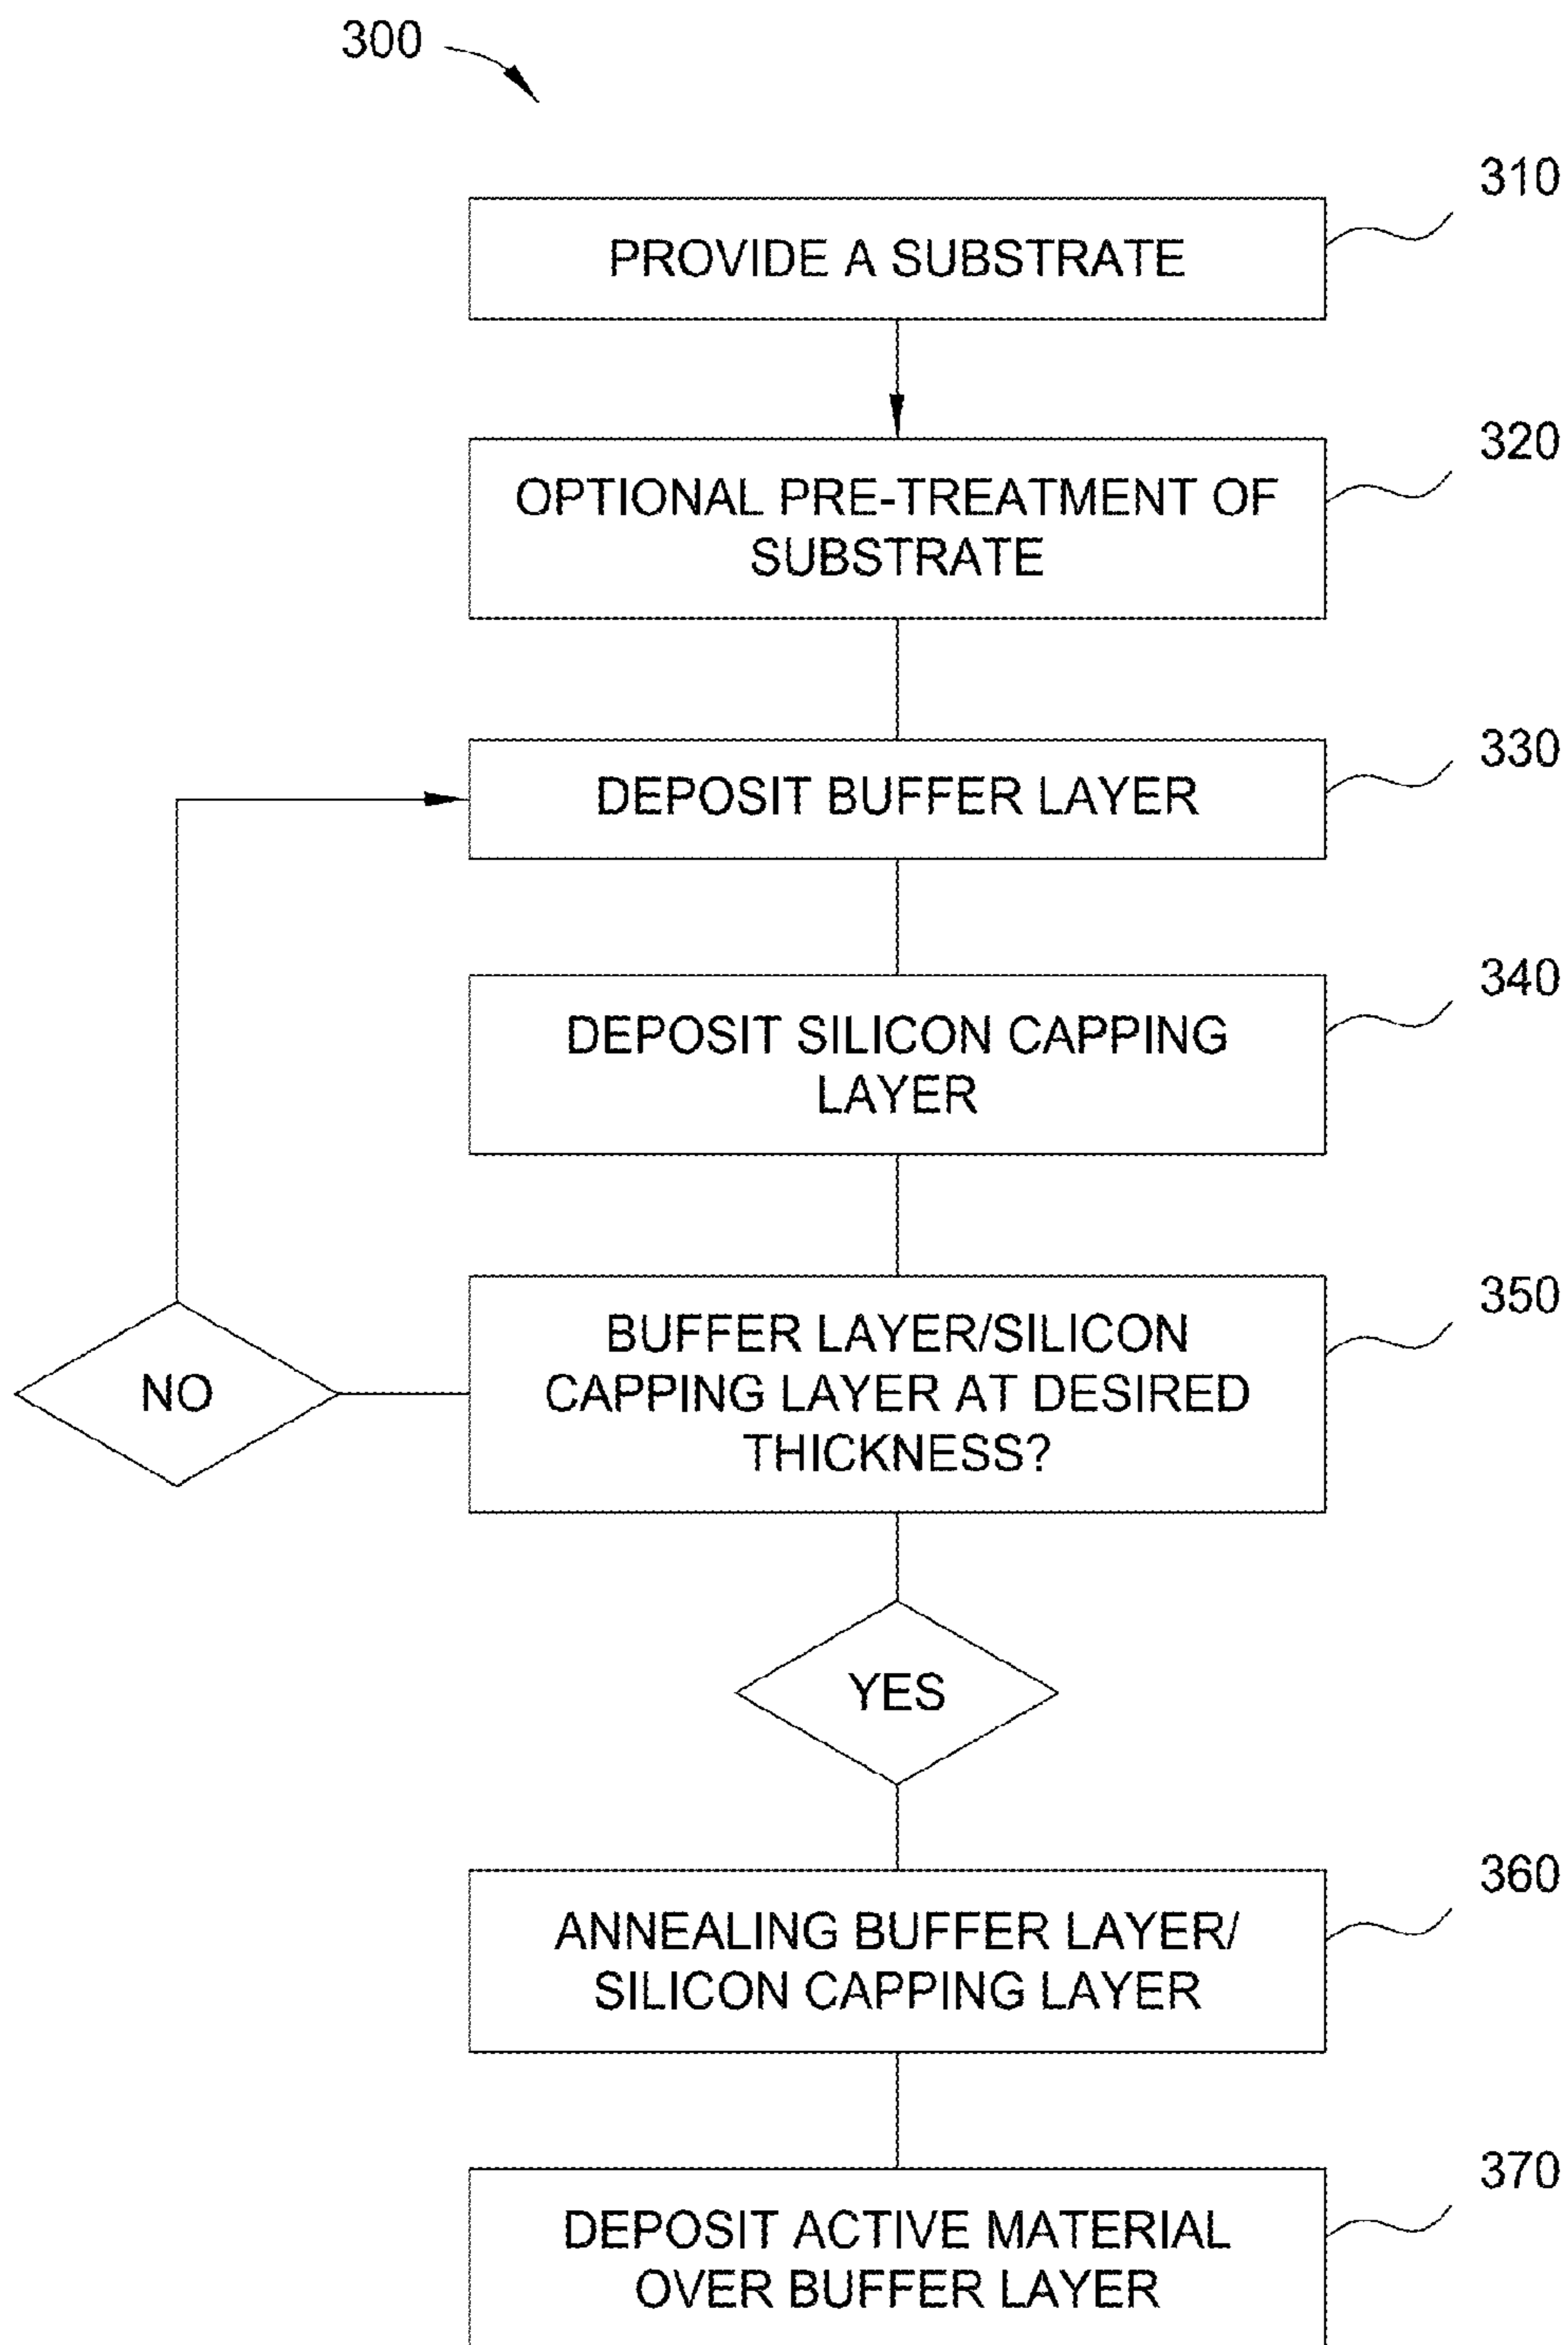 300
310
PROVIDE A SUBSTRATE
320
OPTIONAL PRE-TREATMENT OF
SUBSTRATE
330
DEPOSIT BUFFER LAYER
340
DEPOSIT SILICON CAPPING
LAYER
350
BUFFER LAYER/SILICON
CAPPING LAYER AT DESIRED
THICKNESS?
NO
YES
360
ANNEALING BUFFER LAYER/
SILICON CAPPING LAYER
370
DEPOSIT ACTIVE MATERIAL
OVER BUFFER LAYER